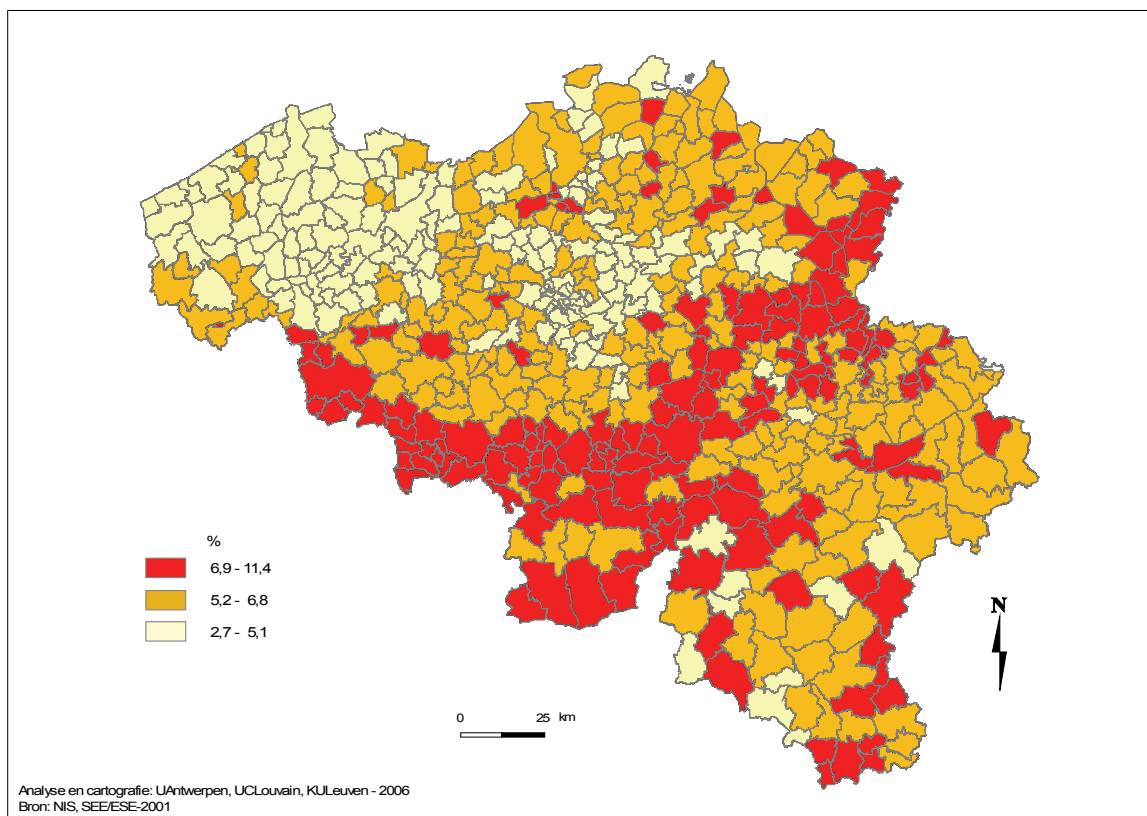 %
6,9 - 11,4
5,2 - 6,8
2,7 - 5,1
N
0 25 km
Analyse en cartografie: UAntwerpen, UCLouvain, KULeuven - 2006
Bron: NIS, SEE/ESE-2001